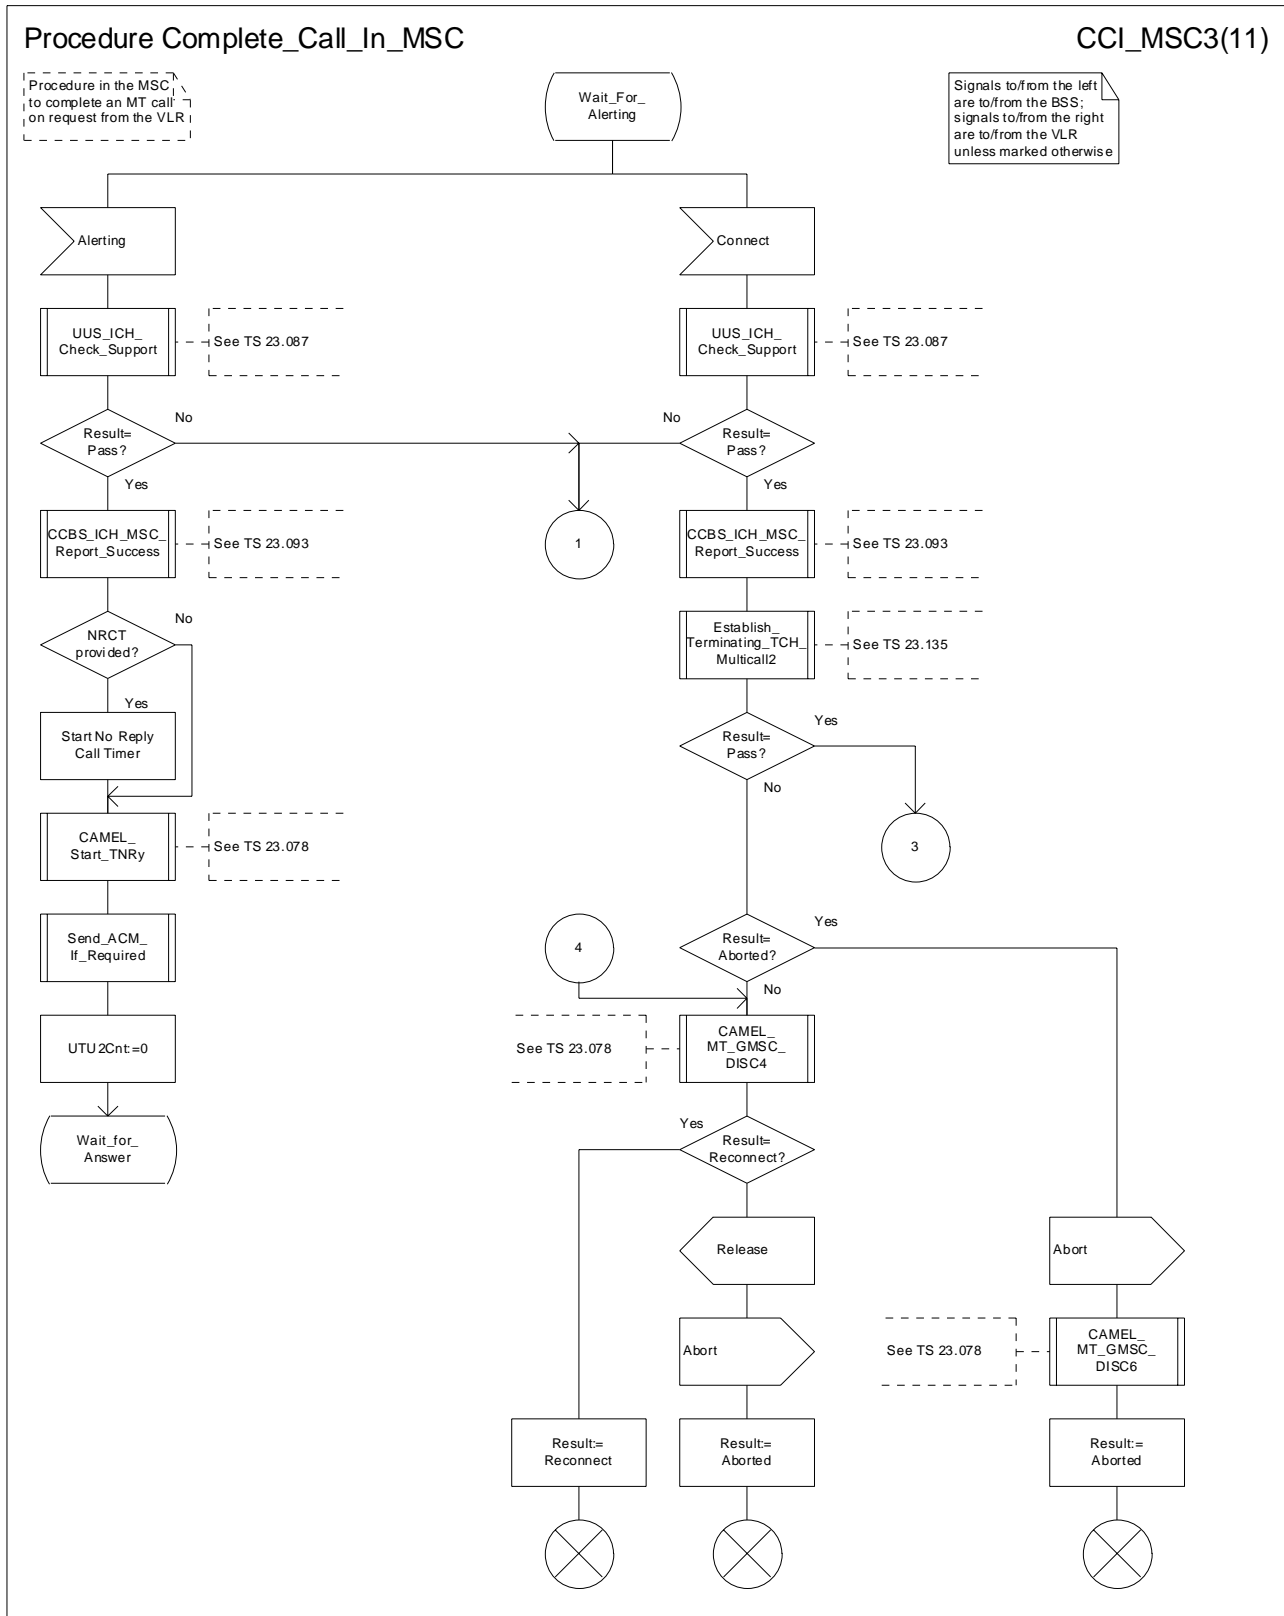 Procedure Complete_Call_In_MSC
CCI_MSC3(11)
Procedure in the MSC
to complete an MT call
on request from the VLR
Wait_For_
Alerting
Signals to/from the left
are to/from the BSS;
signals to/from the right
are to/from the VLR
unless marked otherwise
Alerting
Connect
UUS_ICH_
Check_Support
See TS 23.087
UUS_ICH_
Check_Support
See TS 23.087
Result=
Pass?
No
Yes
No
Result=
Pass?
Yes
CCBS_ICH_MSC_
Report_Success
See TS 23.093
1
CCBS_ICH_MSC_
Report_Success
See TS 23.093
NRCT
provided?
No
Yes
Establish_
Terminating_TCH_
Multicall2
See TS 23.135
Start No Reply
Call Timer
Result=
Pass?
Yes
No
CAMEL_
Start_TNRy
See TS 23.078
3
Send_ACM_
If_Required
4
Result=
Aborted?
Yes
No
UTU2Cnt:=0
See TS 23.078
CAMEL_
MT_GMSC_
DISC4
Wait_for_
Answer
Yes
Result=
Reconnect?
Release
Abort
Abort
See TS 23.078
CAMEL_
MT_GMSC_
DISC6
Result:=
Reconnect
Result:=
Aborted
Result:=
Aborted